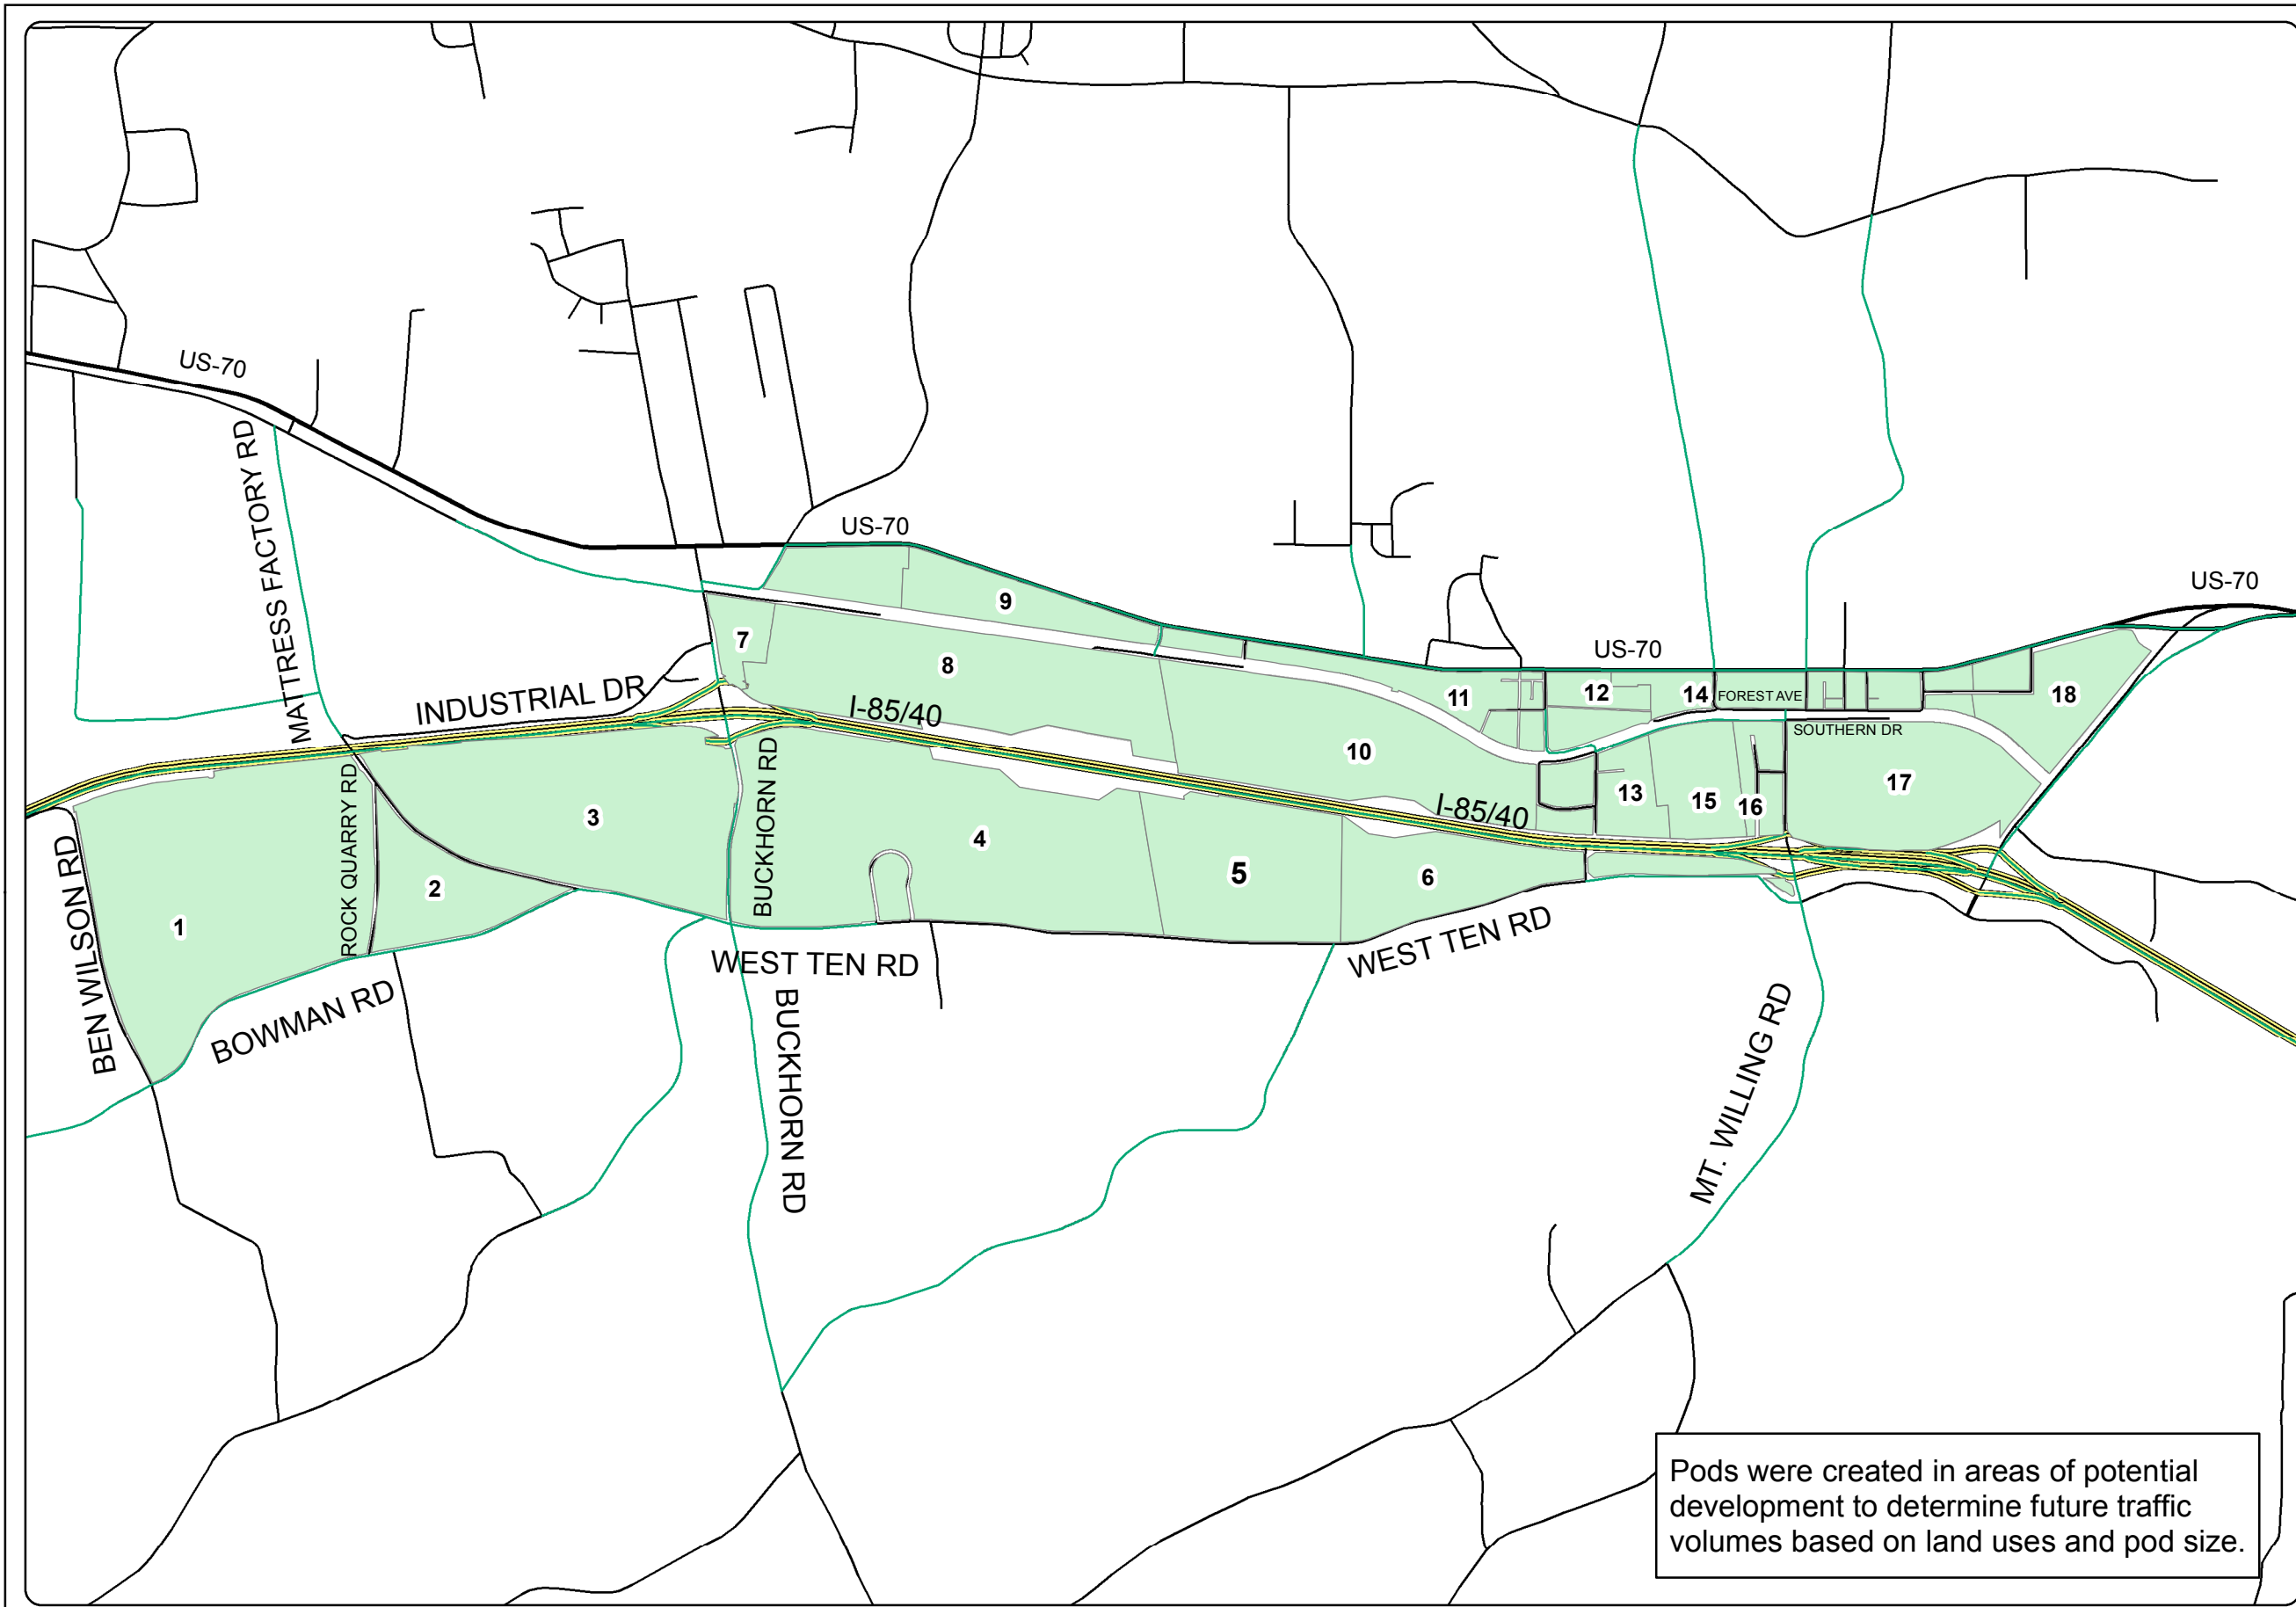 US-70
MATTRESS FACTORY RD
US-70
US-70
9
7
US-70
8
INDUSTRIAL DR
11
12
14
FOREST AVE
18
I-85/40
SOUTHERN DR
10
17
13
15
16
I-85/40
ROCK QUARRY RD
3
BUCKHORN RD
4
5
6
2
1
BEN WILSON RD
WEST TEN RD
WEST TEN RD
BOWMAN RD
BUCKHORN RD
MT. WILLING RD
Pods were created in areas of potential
development to determine future traffic
volumes based on land uses and pod size.